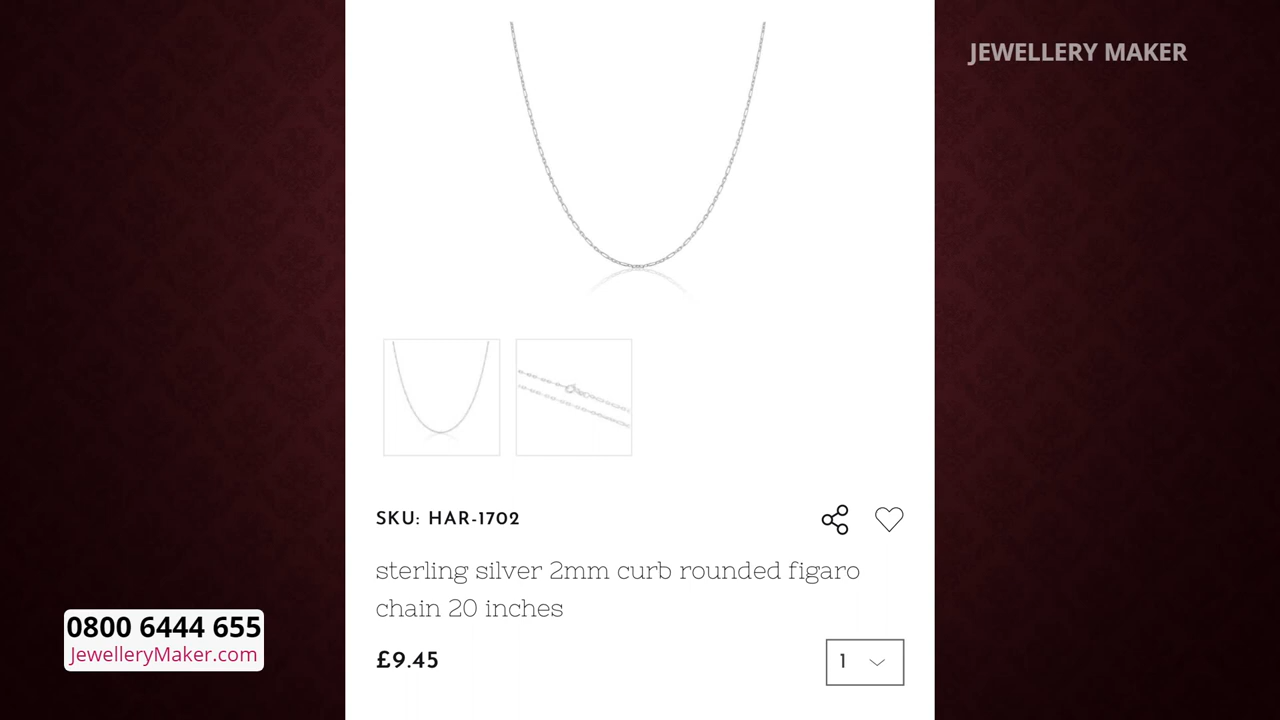 JEWELLERY MAKER
SKU: HAR-1702
sterling silver 2mm curb rounded figaro
chain 20 inches
£9.45
1
0800 6444 655
JewelleryMaker.com